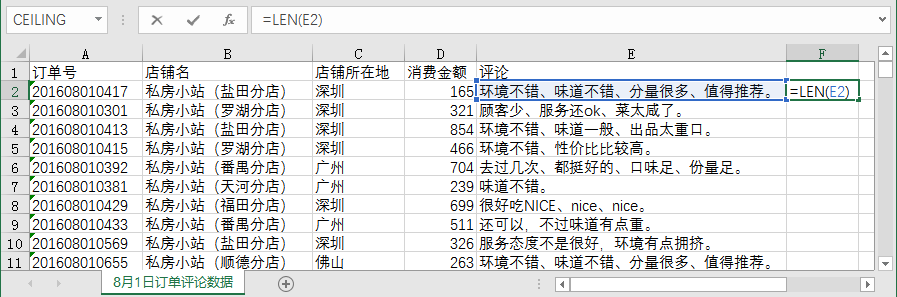 CEILING =LEN(E2)
A B C D E F
1 订单号 店铺名 店铺所在地 消费金额 评论
2 201608010417 私房小站（盐田分店） 深圳 165 环境不错、味道不错、分量很多、值得推荐。 =LEN(E2)
3 201608010301 私房小站（罗湖分店） 深圳 321 顾客少、服务还ok、菜太咸了。
4 201608010413 私房小站（盐田分店） 深圳 854 环境不错、味道一般、出品太重口。
5 201608010415 私房小站（罗湖分店） 深圳 466 环境不错、性价比比较高。
6 201608010392 私房小站（番禺分店） 广州 704 去过几次、都挺好的、口味足、份量足。
7 201608010381 私房小站（天河分店） 广州 239 味道不错。
8 201608010429 私房小站（福田分店） 深圳 699 很好吃NICE、nice、nice。
9 201608010433 私房小站（番禺分店） 广州 511 还可以，不过味道有点重。
10 201608010569 私房小站（盐田分店） 深圳 326 服务态度不是很好，环境有点拥挤。
11 201608010655 私房小站（顺德分店） 佛山 263 环境不错、味道不错、分量很多、值得推荐。
8月1日订单评论数据